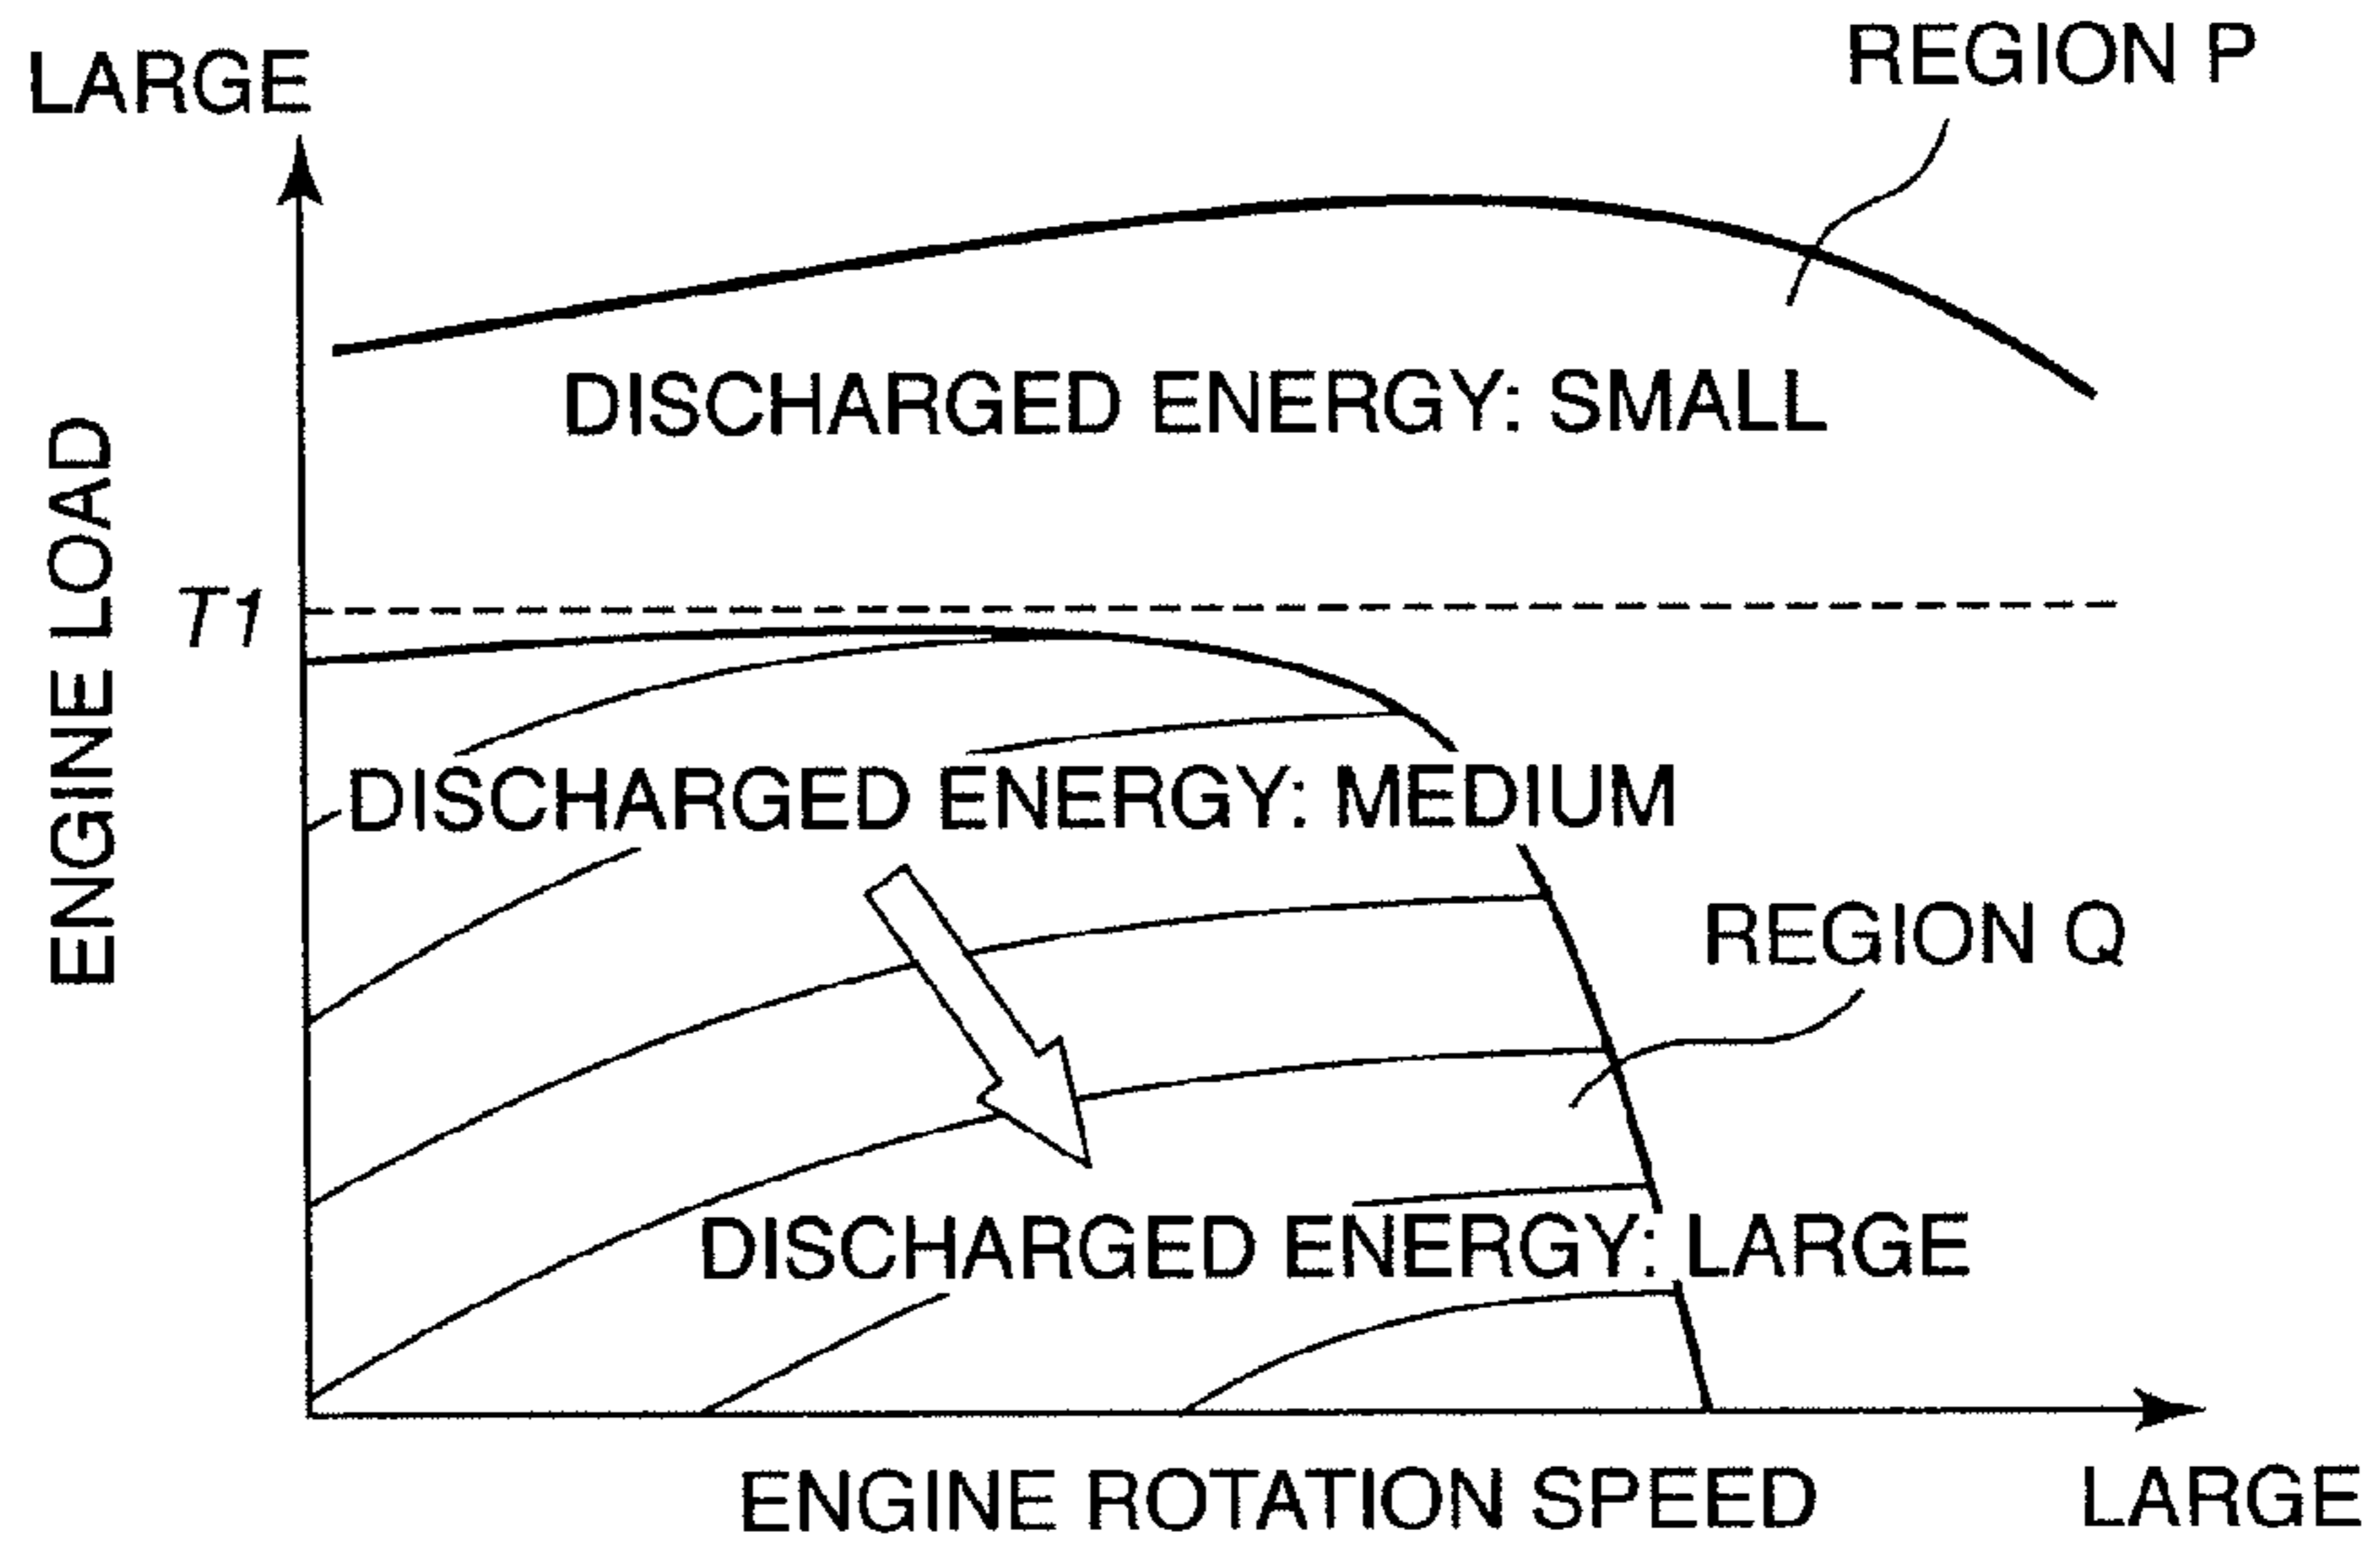 LARGE
REGION P
DISCHARGED ENERGY: SMALL
ENGINE LOAD
T1
DISCHARGED ENERGY: MEDIUM
REGION Q
DISCHARGED ENERGY: LARGE
ENGINE ROTATION SPEED
LARGE